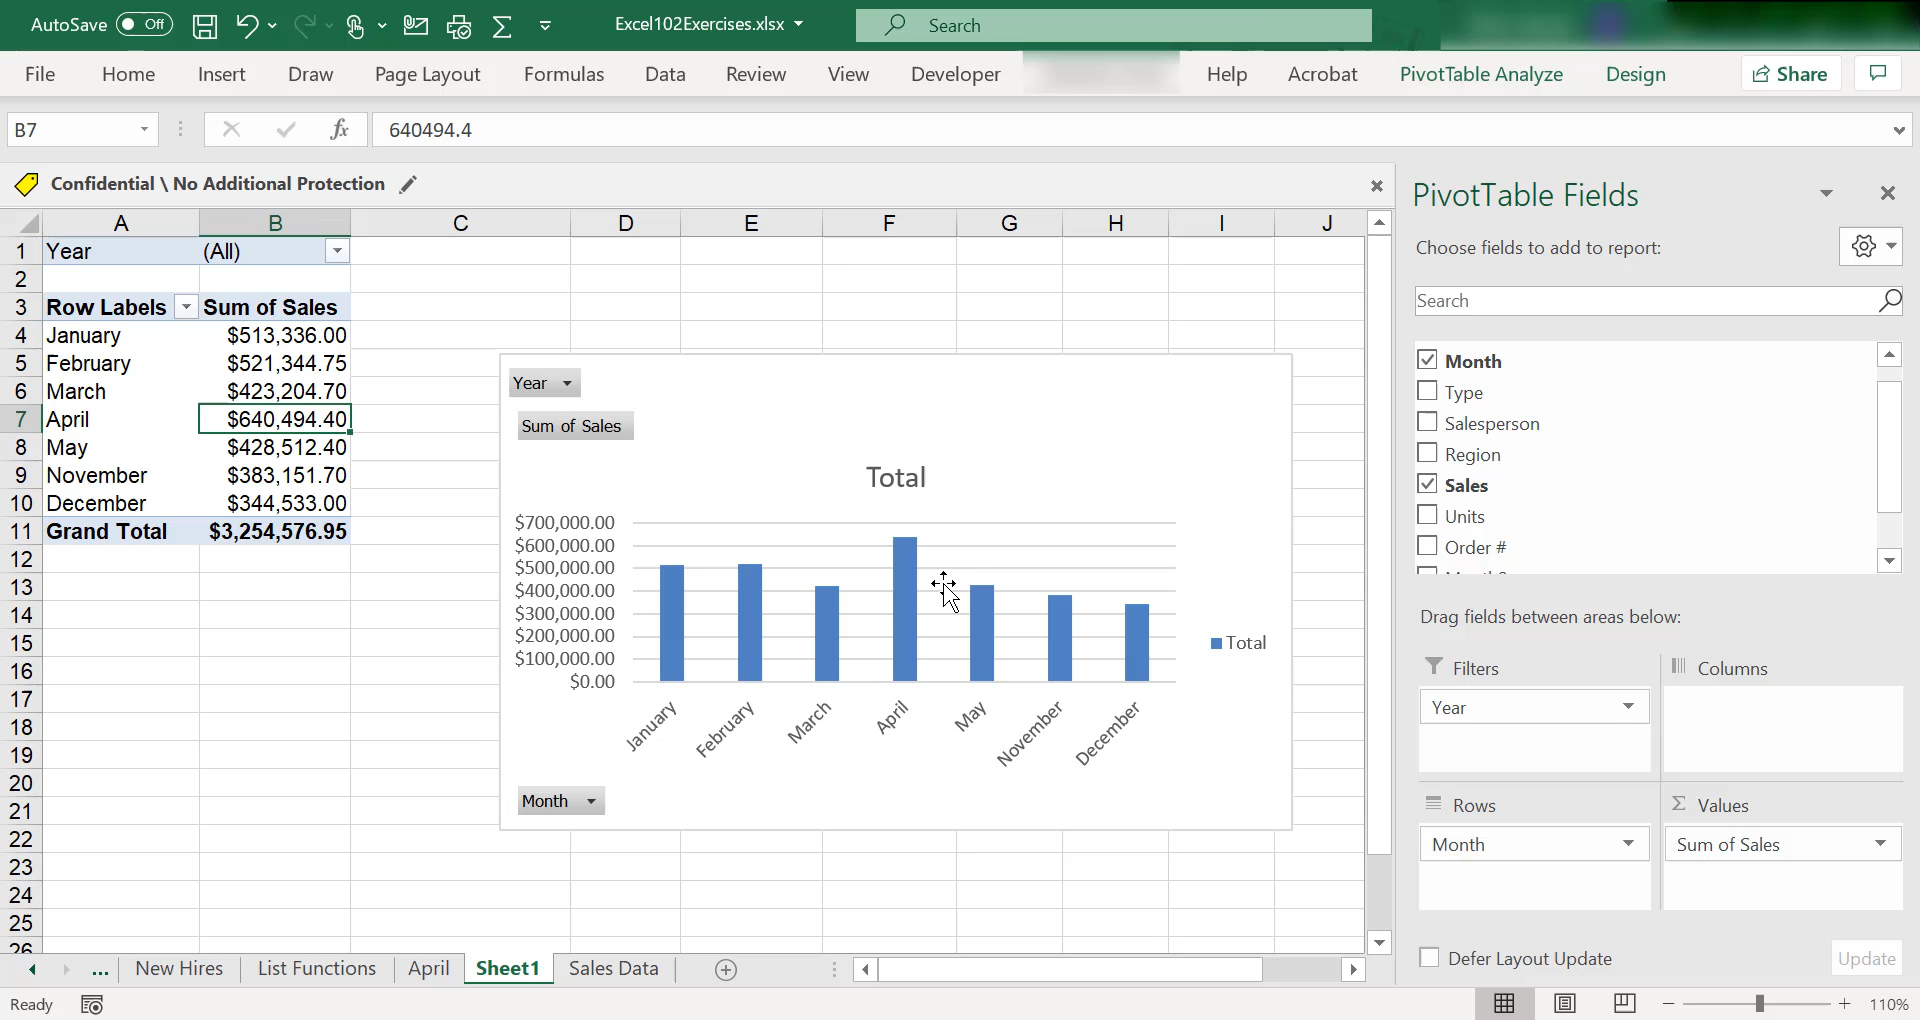 AutoSave Off Excel102Exercises.xlsx Search
File Home Insert Draw Page Layout Formulas Data Review View Developer Help Acrobat PivotTable Analyze Design Share
B7 fx 640494.4
Confidential \ No Additional Protection
A B C D E F G H I J
1 Year (All)
2
3 Row Labels Sum of Sales
4 January $513,336.00
5 February $521,344.75
6 March $423,204.70
7 April $640,494.40
8 May $428,512.40
9 November $383,151.70
10 December $344,533.00
11 Grand Total $3,254,576.95
12
13
14
15
16
17
18
19
20
21
22
23
24
25
26
Year
Sum of Sales
Total
$700,000.00
$600,000.00
$500,000.00
$400,000.00
$300,000.00
$200,000.00
$100,000.00
$0.00
January February March April May November December
Total
Month
PivotTable Fields
Choose fields to add to report:
Search
Month
Type
Salesperson
Region
Sales
Units
Order #
Drag fields between areas below:
Filters Columns
Year
Rows Σ Values
Month Sum of Sales
Defer Layout Update Update
... New Hires List Functions April Sheet1 Sales Data
Ready 110%